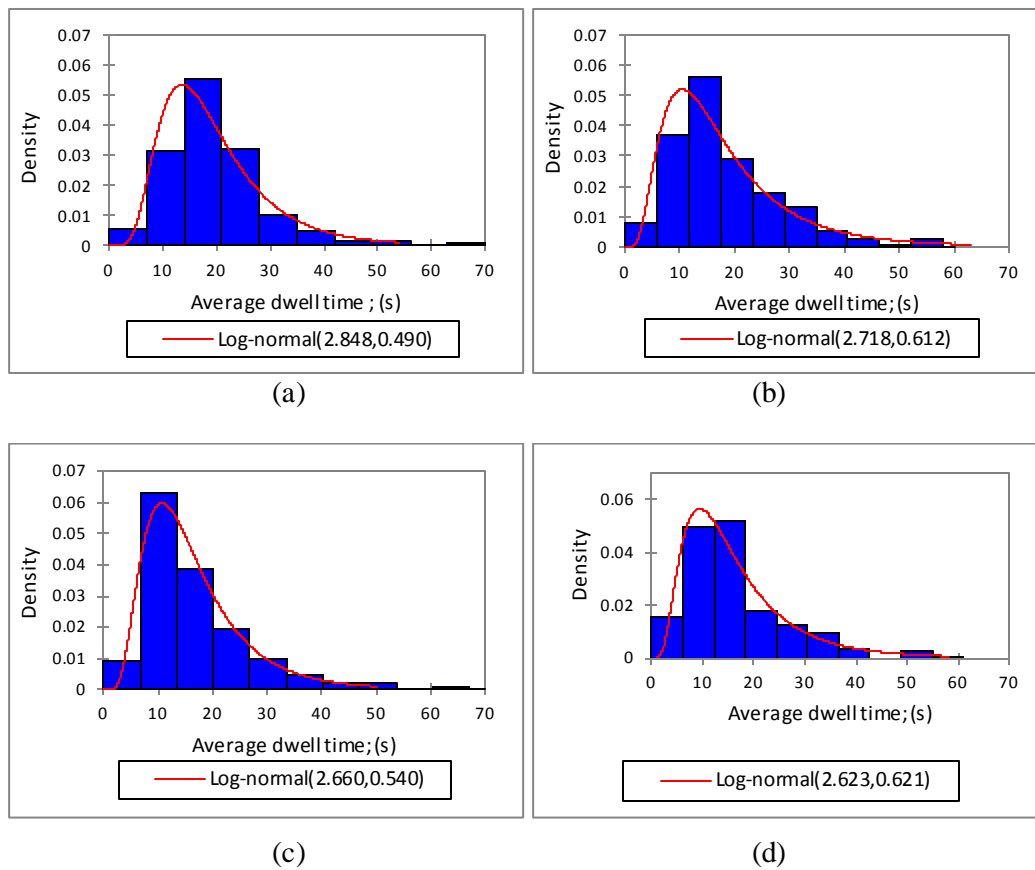 0.07
0.06
0.05
0.04
0.03
0.02
0.01
0
Density
0 10 20 30 40 50 60 70
Average dwell time ; (s)
Log-normal(2.848,0.490)
(a)
0.07
0.06
0.05
0.04
0.03
0.02
0.01
0
Density
0 10 20 30 40 50 60 70
Average dwell time; (s)
Log-normal(2.718,0.612)
(b)
0.07
0.06
0.05
0.04
0.03
0.02
0.01
0
Density
0 10 20 30 40 50 60 70
Average dwell time; (s)
Log-normal(2.660,0.540)
(c)
0.06
0.04
0.02
0
Density
0 10 20 30 40 50 60 70
Average dwell time; (s)
Log-normal(2.623,0.621)
(d)